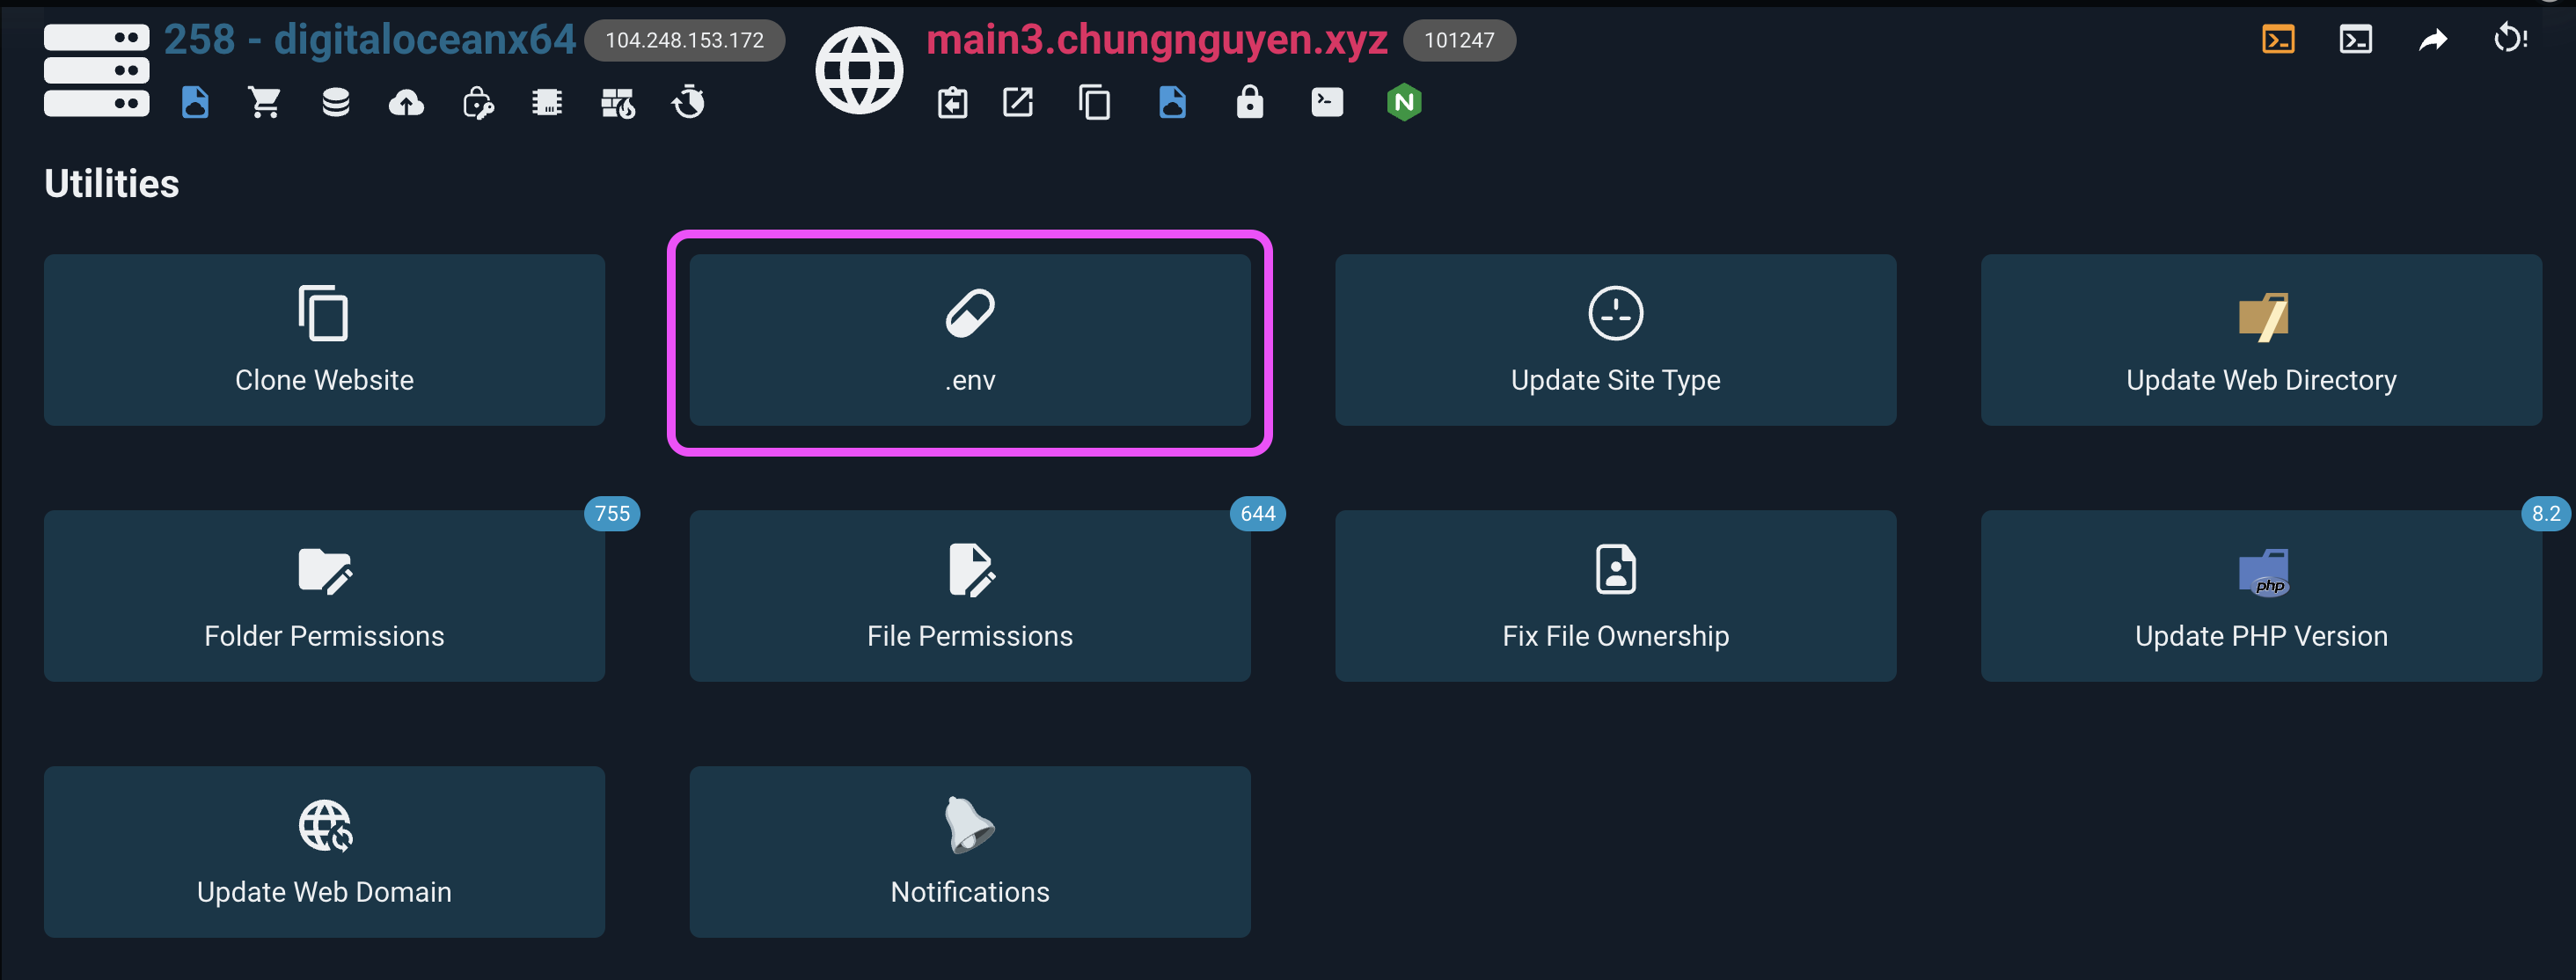 258 - digitaloceanx64 104.248.153.172 main3.chungnguyen.xyz 101247
N
Utilities
Clone Website .env Update Site Type Update Web Directory
755 644 8.2
php
Folder Permissions File Permissions Fix File Ownership Update PHP Version
Update Web Domain Notifications